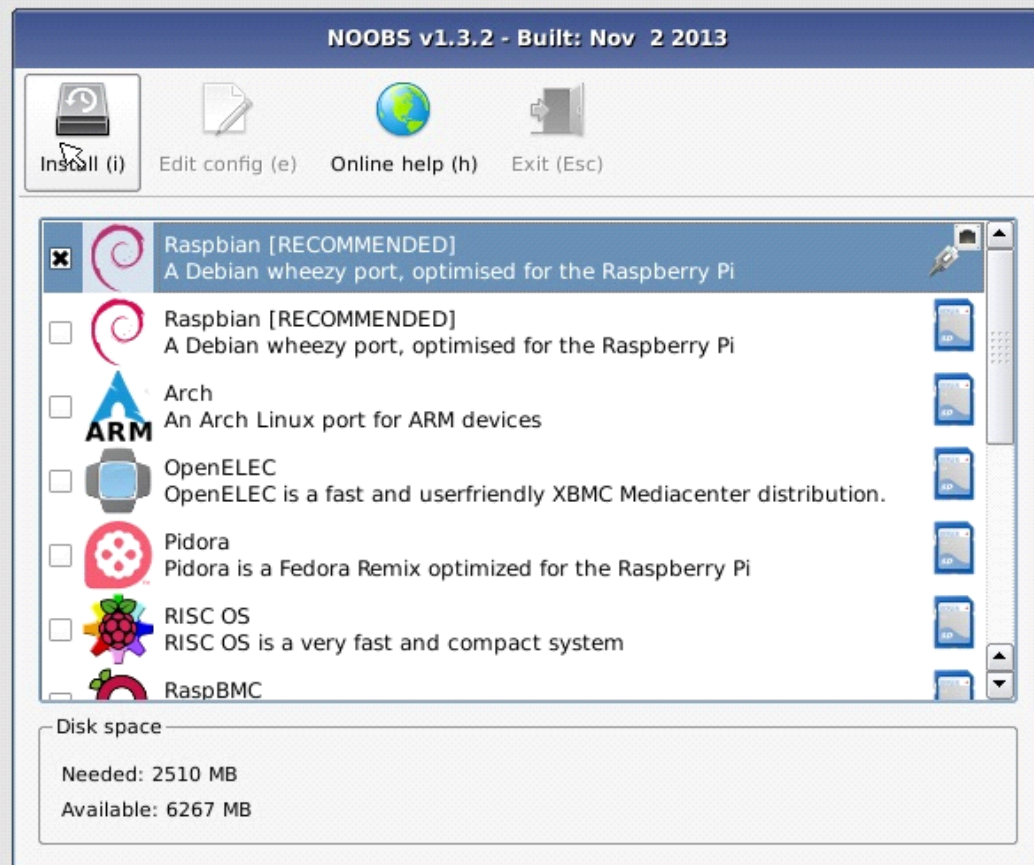 NOOBS v1.3.2 - Built: Nov  2 2013
Install (i)
Edit config (e)
Online help (h)
Exit (Esc)
Raspbian [RECOMMENDED]
A Debian wheezy port, optimised for the Raspberry Pi
Raspbian [RECOMMENDED]
A Debian wheezy port, optimised for the Raspberry Pi
ARM
Arch
An Arch Linux port for ARM devices
OpenELEC
OpenELEC is a fast and userfriendly XBMC Mediacenter distribution.
Pidora
Pidora is a Fedora Remix optimized for the Raspberry Pi
RISC OS
RISC OS is a very fast and compact system
RaspBMC
Disk space
Needed: 2510 MB
Available: 6267 MB